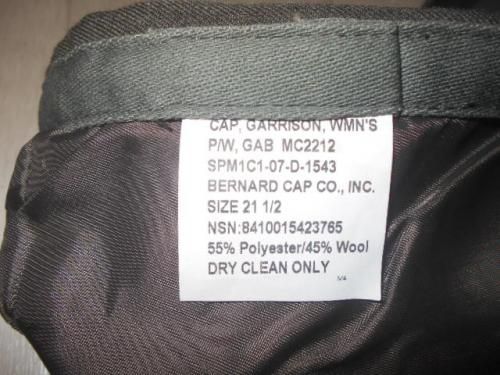 CAP, GARRISON, WMN'S
P/W, GAB MC2212
SPM1C1-07-D-1543
BERNARD CAP CO., INC.
SIZE 21 1/2
NSN:8410015423765
55% Polyester/45% Wool
DRY CLEAN ONLY